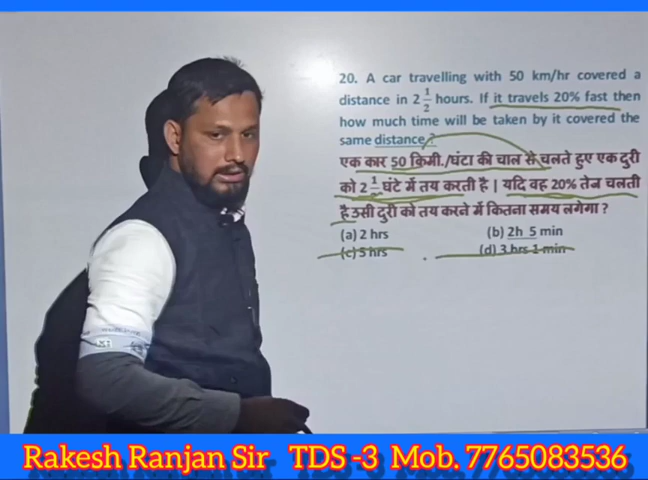 20. A car travelling with 50 km/hr covered a
distance in 2 1/2 hours. If it travels 20% fast then
how much time will be taken by it covered the
same distance ?
एक कार 50 किमी./घंटा की चाल से चलते हुए एक दुरी
को 2 1/2 घंटे में तय करती है | यदि वह 20% तेज चलती
है उसी दुरी को तय करने में कितना समय लगेगा ?
(a) 2 hrs (b) 2h 5 min
(c) 5 hrs (d) 3 hrs 1 min
Rakesh Ranjan Sir TDS -3 Mob. 7765083536